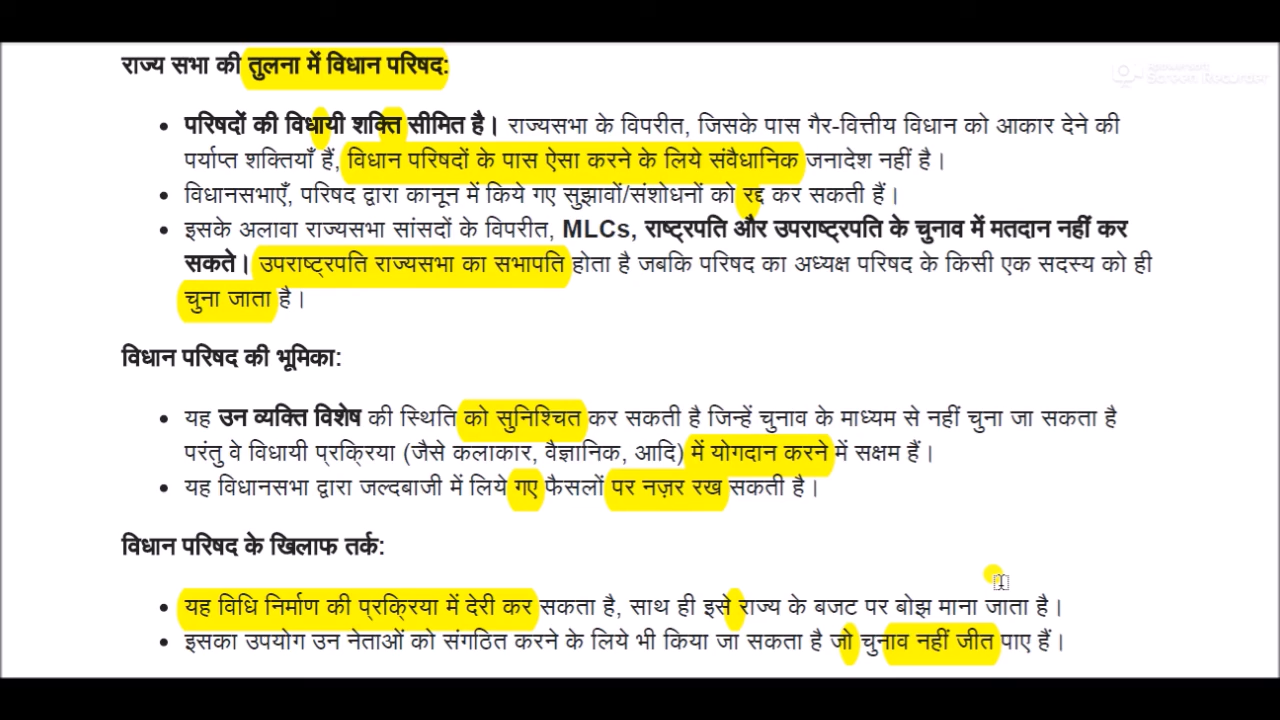 राज्य सभा की तुलना में विधान परिषद:
परिषदों की विधायी शक्ति सीमित है। राज्यसभा के विपरीत, जिसके पास गैर-वित्तीय विधान को आकार देने की
पर्याप्त शक्तियाँ हैं, विधान परिषदों के पास ऐसा करने के लिये संवैधानिक जनादेश नहीं है।
विधानसभाएँ, परिषद द्वारा कानून में किये गए सुझावों/संशोधनों को रद्द कर सकती हैं।
इसके अलावा राज्यसभा सांसदों के विपरीत, MLCs, राष्ट्रपति और उपराष्ट्रपति के चुनाव में मतदान नहीं कर
सकते। उपराष्ट्रपति राज्यसभा का सभापति होता है जबकि परिषद का अध्यक्ष परिषद के किसी एक सदस्य को ही
चुना जाता है।
विधान परिषद की भूमिका:
यह उन व्यक्ति विशेष की स्थिति को सुनिश्चित कर सकती है जिन्हें चुनाव के माध्यम से नहीं चुना जा सकता है
परंतु वे विधायी प्रक्रिया (जैसे कलाकार, वैज्ञानिक, आदि) में योगदान करने में सक्षम हैं।
यह विधानसभा द्वारा जल्दबाजी में लिये गए फैसलों पर नज़र रख सकती है।
विधान परिषद के खिलाफ तर्क:
यह विधि निर्माण की प्रक्रिया में देरी कर सकता है, साथ ही इसे राज्य के बजट पर बोझ माना जाता है।
इसका उपयोग उन नेताओं को संगठित करने के लिये भी किया जा सकता है जो चुनाव नहीं जीत पाए हैं।
Screen Recorder